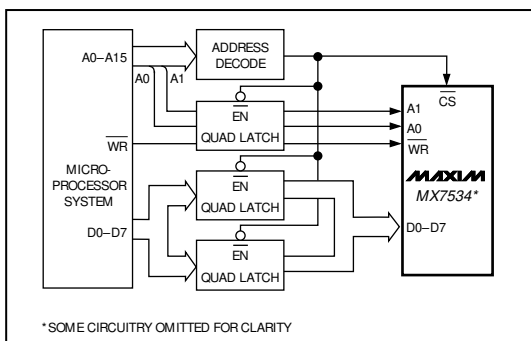 A0–A15
A0
A1
ADDRESS
DECODE
CS
EN
QUAD LATCH
A1
A0
WR
WR
MICRO-
PROCESSOR
SYSTEM
MAXIM
MX7534*
EN
QUAD LATCH
D0–D7
D0–D7
EN
QUAD LATCH
*SOME CIRCUITRY OMITTED FOR CLARITY